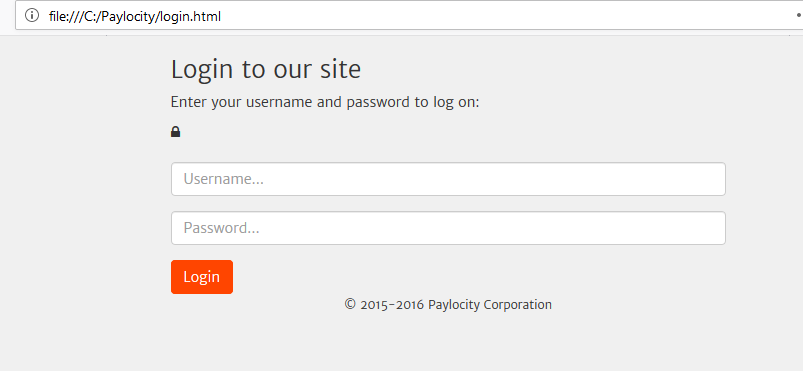 file:///C:/Paylocity/login.html
Login to our site
Enter your username and password to log on:
Username...
Password...
Login
© 2015-2016 Paylocity Corporation